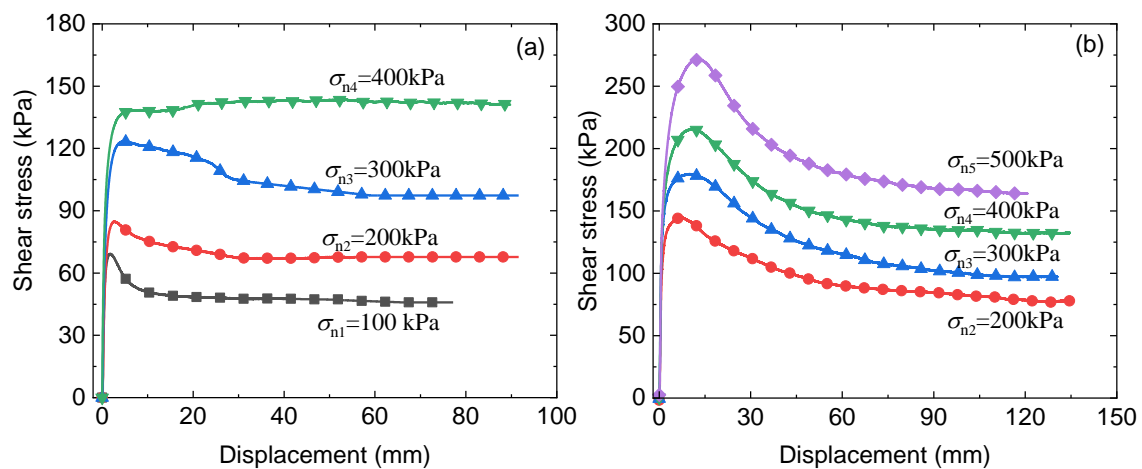 (a)
Shear stress (kPa)
180
150
120
90
60
30
0
σn4=400kPa
σn3=300kPa
σn2=200kPa
σn1=100 kPa
0 20 40 60 80 100
Displacement (mm)
(b)
Shear stress (kPa)
300
250
200
150
100
50
0
σn5=500kPa
σn4=400kPa
σn3=300kPa
σn2=200kPa
0 30 60 90 120 150
Displacement (mm)